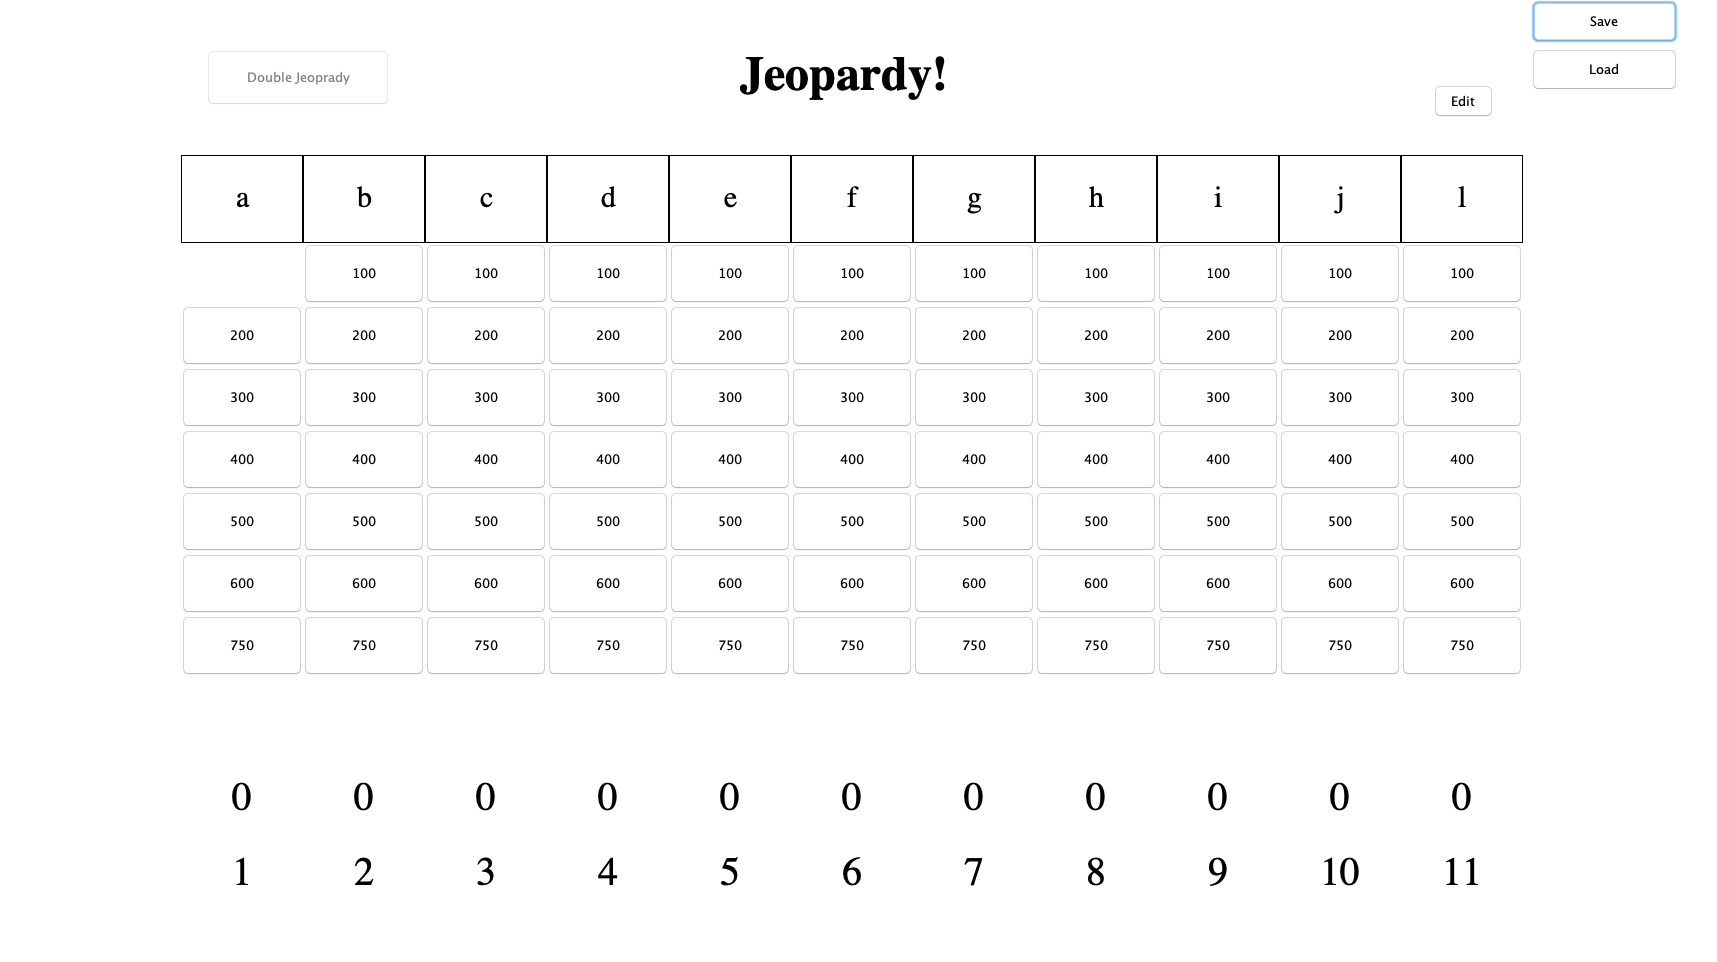 Save
Load
Double Jeoprady
Jeopardy!
Edit
a b c d e f g h i j l
100 100 100 100 100 100 100 100 100 100
200 200 200 200 200 200 200 200 200 200 200
300 300 300 300 300 300 300 300 300 300 300
400 400 400 400 400 400 400 400 400 400 400
500 500 500 500 500 500 500 500 500 500 500
600 600 600 600 600 600 600 600 600 600 600
750 750 750 750 750 750 750 750 750 750 750
0 0 0 0 0 0 0 0 0 0 0
1 2 3 4 5 6 7 8 9 10 11